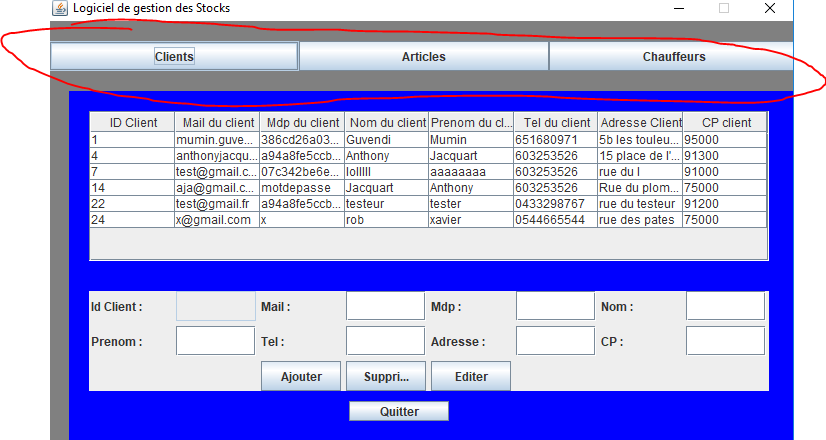 Logiciel de gestion des Stocks
Clients Articles Chauffeurs
ID Client Mail du client Mdp du client Nom du client Prenom du cl... Tel du client Adresse Client CP client
1 mumin.guve... 386cd26a03... Guvendi Mumin 651680971 5b les touleu... 95000
4 anthonyjacqu... a94a8fe5ccb... Anthony Jacquart 603253526 15 place de l'... 91300
7 test@gmail.c... 07c342be6e... lolllll aaaaaaaa 603253526 rue du l 91000
14 aja@gmail.c... motdepasse Jacquart Anthony 603253526 Rue du plom... 75000
22 test@gmail.fr a94a8fe5ccb... testeur tester 0433298767 rue du testeur 91200
24 x@gmail.com x rob xavier 0544665544 rue des pates 75000
Id Client : Mail : Mdp : Nom :
Prenom : Tel : Adresse : CP :
Ajouter Suppri... Editer
Quitter